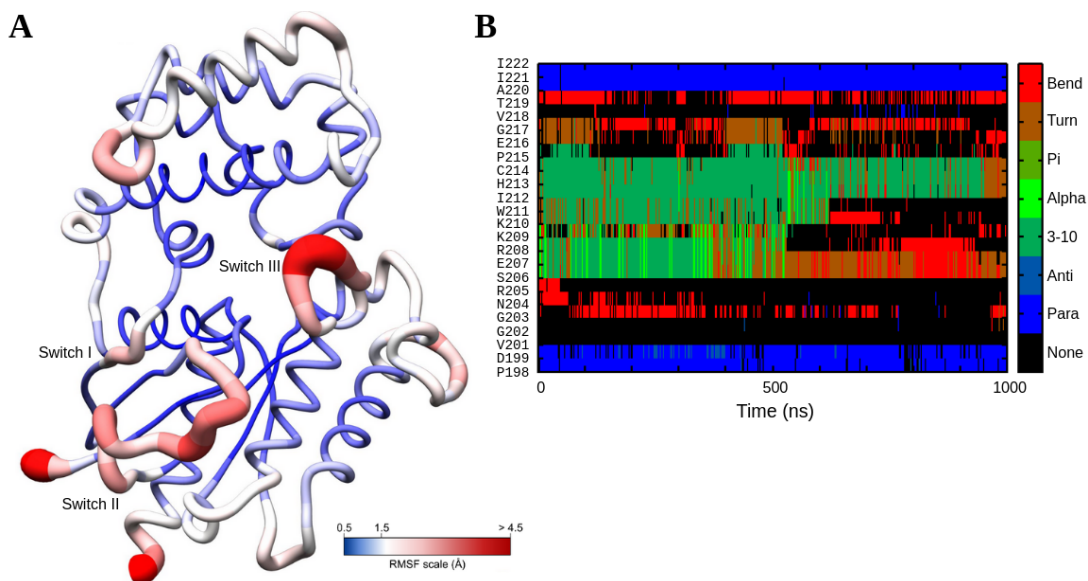 A
Switch III
Switch I
Switch II
0.5 1.5 > 4.5
RMSF scale (Å)
B
I222
I221
A220
T219
V218
G217
E216
P215
C214
H213
I212
W211
K210
K209
R208
E207
S206
R205
N204
G203
G202
V201
D199
P198
0 500 1000
Time (ns)
Bend
Turn
Pi
Alpha
3-10
Anti
Para
None